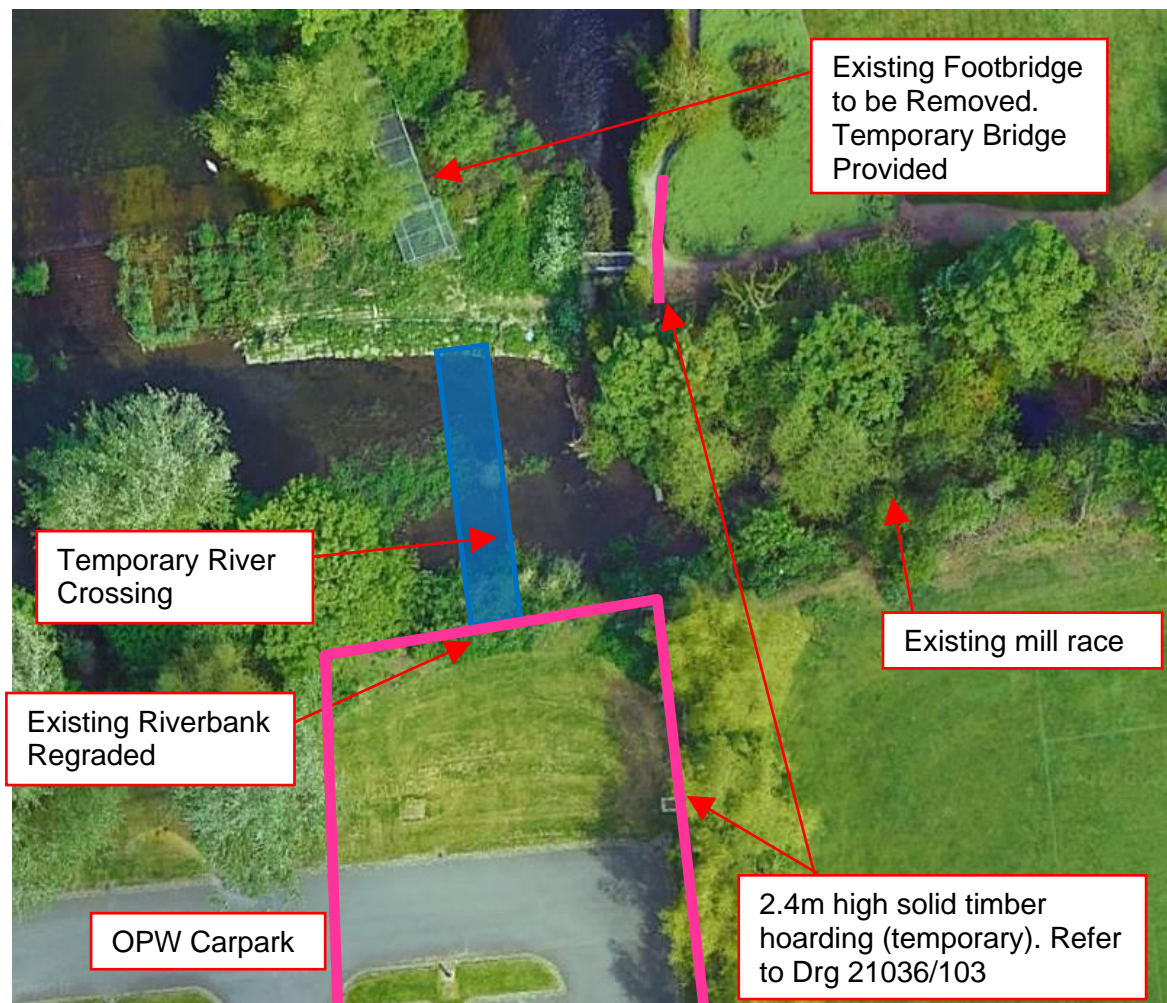 Existing Footbridge
to be Removed.
Temporary Bridge
Provided
Temporary River
Crossing
Existing mill race
Existing Riverbank
Regraded
OPW Carpark
2.4m high solid timber
hoarding (temporary). Refer
to Drg 21036/103